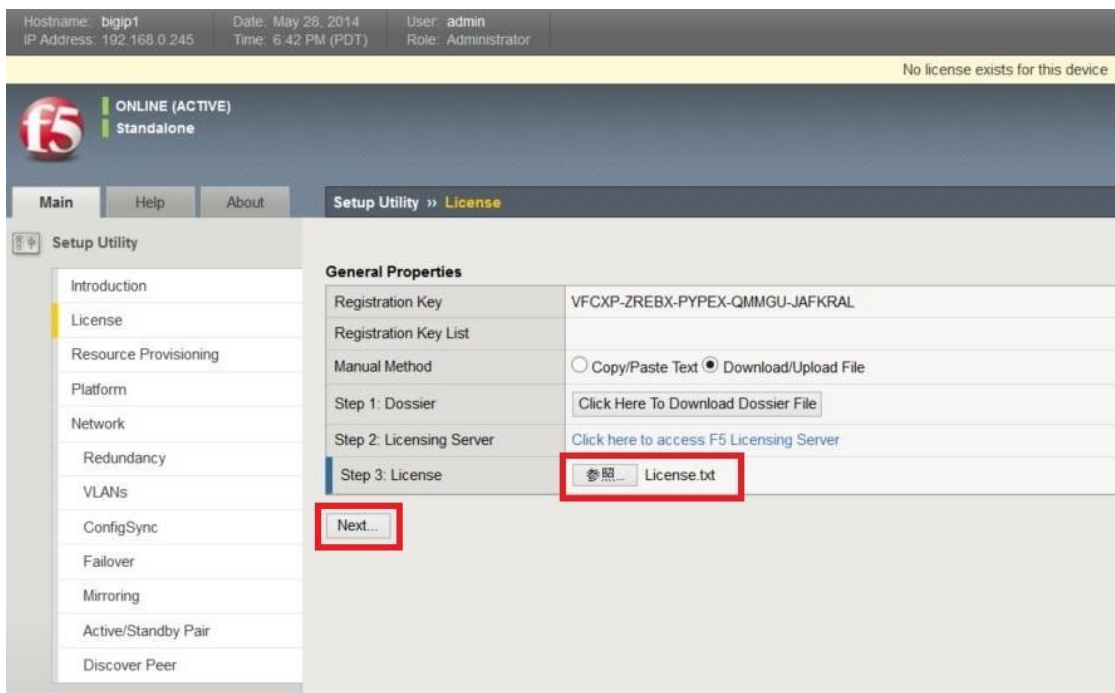 Hostname: bigip1 Date: May 28, 2014 User: admin
IP Address: 192.168.0.245 Time: 6:42 PM (PDT) Role: Administrator
No license exists for this device
f5
ONLINE (ACTIVE)
Standalone
Main Help About Setup Utility ›› License
Setup Utility
Introduction
License
Resource Provisioning
Platform
Network
Redundancy
VLANs
ConfigSync
Failover
Mirroring
Active/Standby Pair
Discover Peer
General Properties
Registration Key VFCXP-ZREBX-PYPEX-QMMGU-JAFKRAL
Registration Key List
Manual Method Copy/Paste Text Download/Upload File
Step 1: Dossier Click Here To Download Dossier File
Step 2: Licensing Server Click here to access F5 Licensing Server
Step 3: License 参照... License.txt
Next...